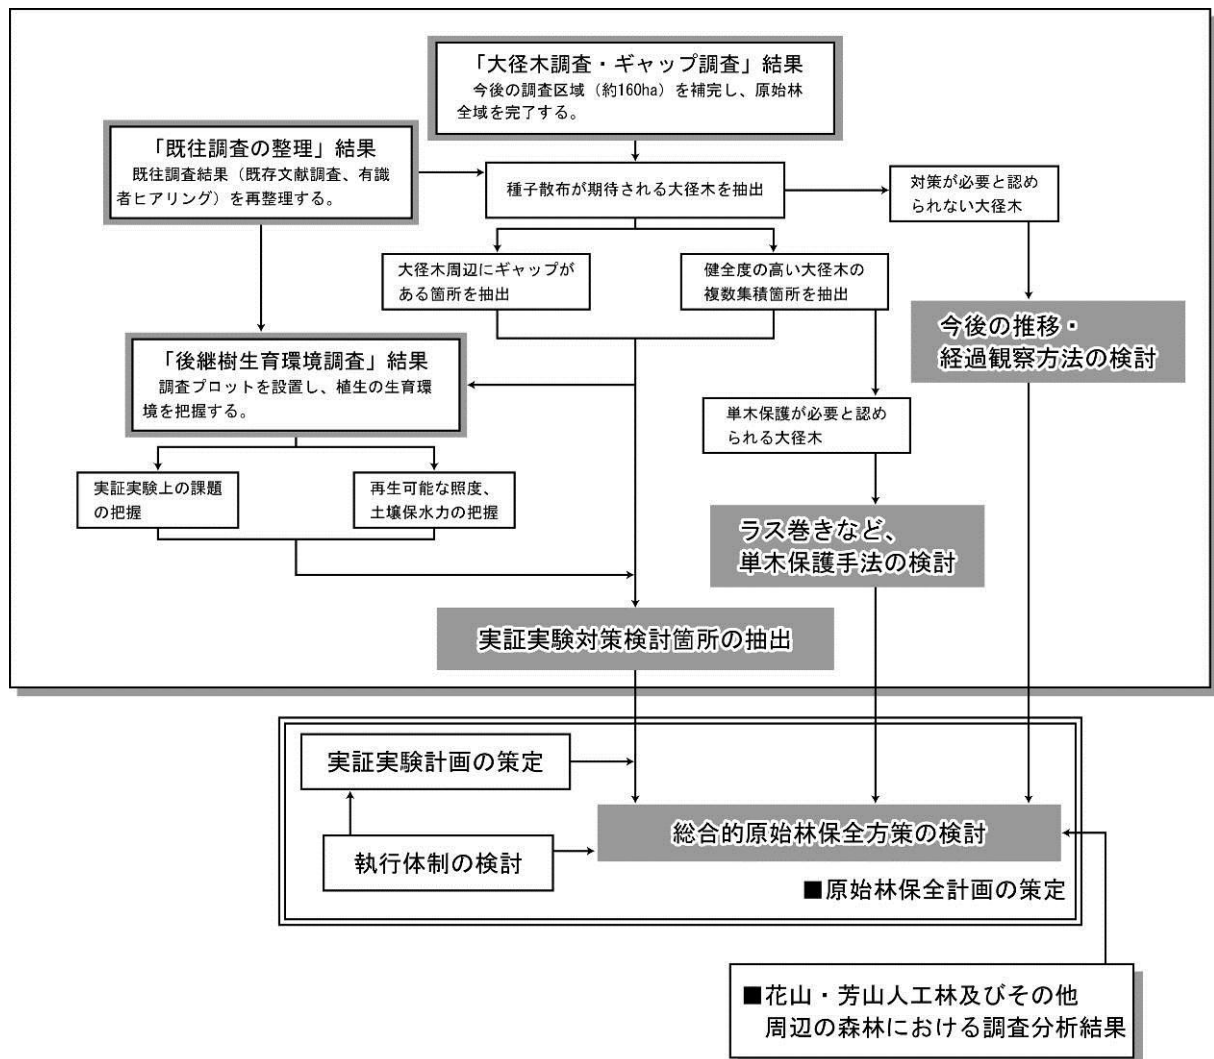 「大径木調査・ギャップ調査」結果
今後の調査区域（約160ha）を補完し、原始林
全域を完了する。
「既往調査の整理」結果
既往調査結果（既存文献調査、有識
者ヒアリング）を再整理する。
種子散布が期待される大径木を抽出
対策が必要と認め
られない大径木
大径木周辺にギャップが
ある箇所を抽出
健全度の高い大径木の
複数集積箇所を抽出
今後の推移・
経過観察方法の検討
「後継樹生育環境調査」結果
調査プロットを設置し、植生の生育環
境を把握する。
単木保護が必要と認め
られる大径木
実証実験上の課題
の把握
再生可能な照度、
土壌保水力の把握
ラス巻きなど、
単木保護手法の検討
実証実験対策検討箇所の抽出
実証実験計画の策定
総合的原始林保全方策の検討
執行体制の検討
■原始林保全計画の策定
■花山・芳山人工林及びその他
周辺の森林における調査分析結果